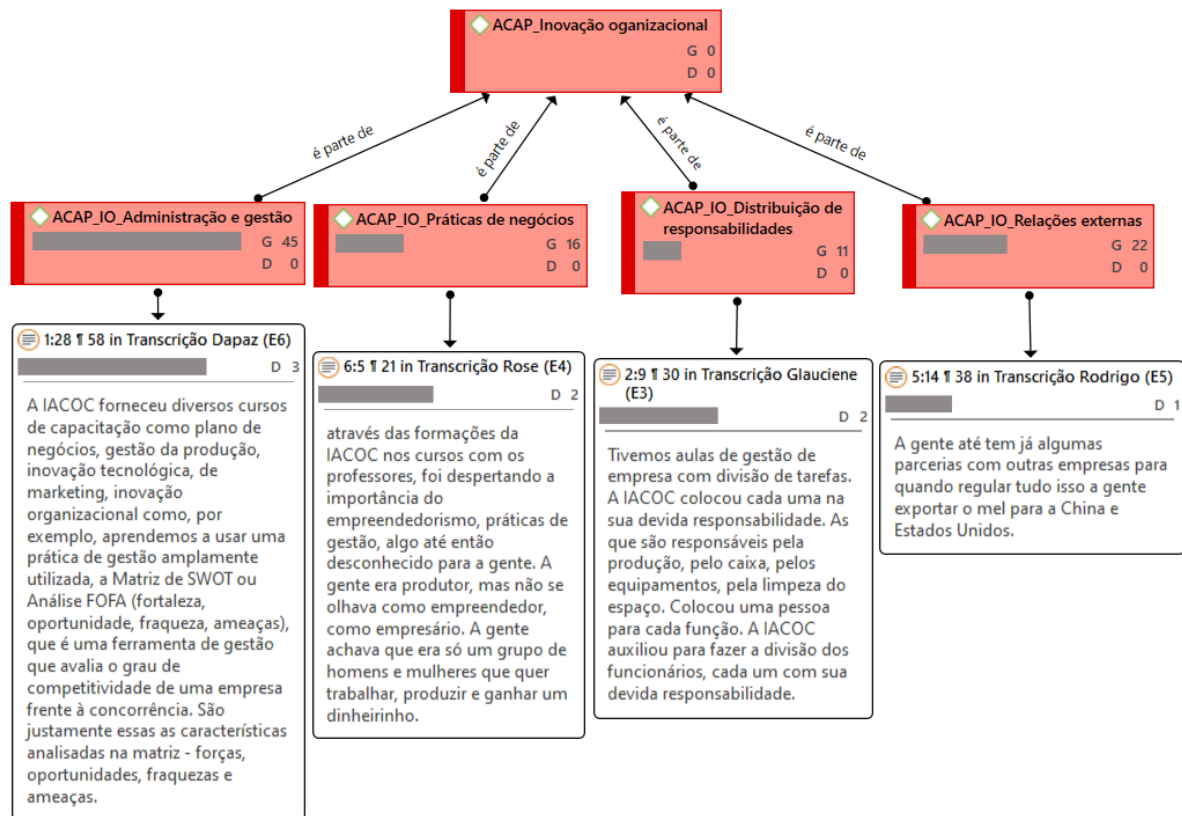 ACAP_Inovação oganizacional
G 0
D 0
é parte de
é parte de
é parte de
é parte de
ACAP_IO_Administração e gestão
G 45
D 0
ACAP_IO_Práticas de negócios
G 16
D 0
ACAP_IO_Distribuição de
responsabilidades
G 11
D 0
ACAP_IO_Relações externas
G 22
D 0
1:28 ¶ 58 in Transcrição Dapaz (E6)
D 3
A IACOC forneceu diversos cursos
de capacitação como plano de
negócios, gestão da produção,
inovação tecnológica, de
marketing, inovação
organizacional como, por
exemplo, aprendemos a usar uma
prática de gestão amplamente
utilizada, a Matriz de SWOT ou
Análise FOFA (fortaleza,
oportunidade, fraqueza, ameaças),
que é uma ferramenta de gestão
que avalia o grau de
competitividade de uma empresa
frente à concorrência. São
justamente essas as características
analisadas na matriz - forças,
oportunidades, fraquezas e
ameaças.
6:5 ¶ 21 in Transcrição Rose (E4)
D 2
através das formações da
IACOC nos cursos com os
professores, foi despertando a
importância do
empreendedorismo, práticas de
gestão, algo até então
desconhecido para a gente. A
gente era produtor, mas não se
olhava como empreendedor,
como empresário. A gente
achava que era só um grupo de
homens e mulheres que quer
trabalhar, produzir e ganhar um
dinheirinho.
2:9 ¶ 30 in Transcrição Glauciene
(E3)
D 2
Tivemos aulas de gestão de
empresa com divisão de tarefas.
A IACOC colocou cada uma na
sua devida responsabilidade. As
que são responsáveis pela
produção, pelo caixa, pelos
equipamentos, pela limpeza do
espaço. Colocou uma pessoa
para cada função. A IACOC
auxiliou para fazer a divisão dos
funcionários, cada um com sua
devida responsabilidade.
5:14 ¶ 38 in Transcrição Rodrigo (E5)
D 1
A gente até tem já algumas
parcerias com outras empresas para
quando regular tudo isso a gente
exportar o mel para a China e
Estados Unidos.